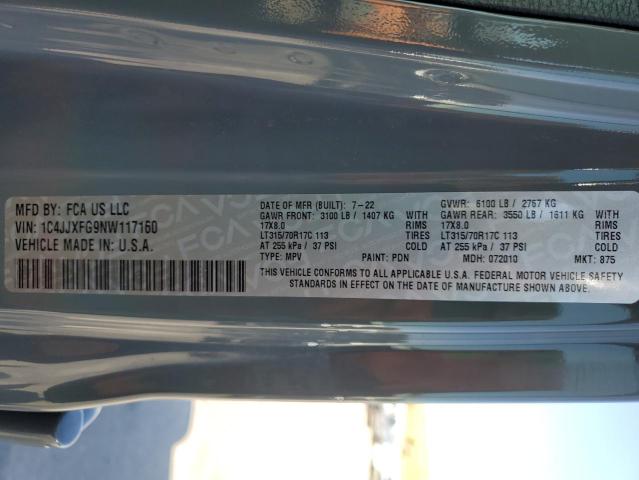 MFD BY: FCA US LLC
VIN: 1C4JJXFG9NW117160
VEHICLE MADE IN: U.S.A.
DATE OF MFR (BUILT): 7-22
GAWR FRONT: 3100 LB / 1407 KG
WITH TIRES
17X8.0 RIMS
LT315/70R17C 113
AT 255 kPa / 37 PSI COLD
TYPE: MPV PAINT: PDN
GVWR: 6100 LB / 2767 KG
GAWR REAR: 3550 LB / 1611 KG
WITH TIRES
17X8.0 RIMS
LT315/70R17C 113
AT 255 kPa / 37 PSI COLD
MDH: 072010 MKT: 875
THIS VEHICLE CONFORMS TO ALL APPLICABLE U.S.A. FEDERAL MOTOR VEHICLE SAFETY
STANDARDS IN EFFECT ON THE DATE OF MANUFACTURE SHOWN ABOVE.